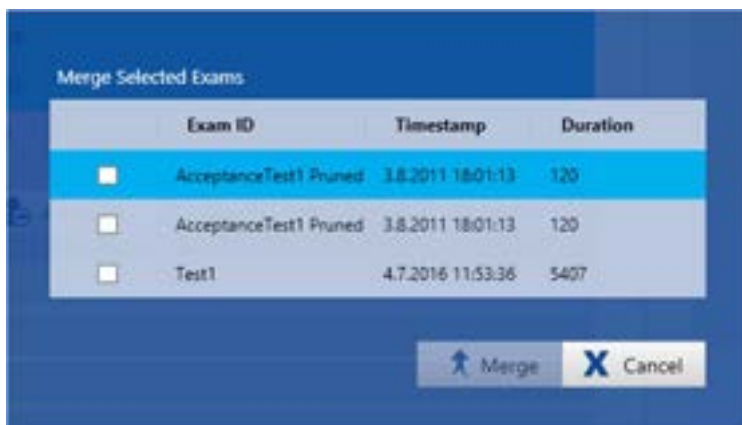 Merge Selected Exams
Exam ID Timestamp Duration
AcceptanceTest1 Pruned 3.8.2011 18:01:13 120
AcceptanceTest1 Pruned 3.8.2011 18:01:13 120
Test1 4.7.2016 11:53:36 5407
Merge Cancel